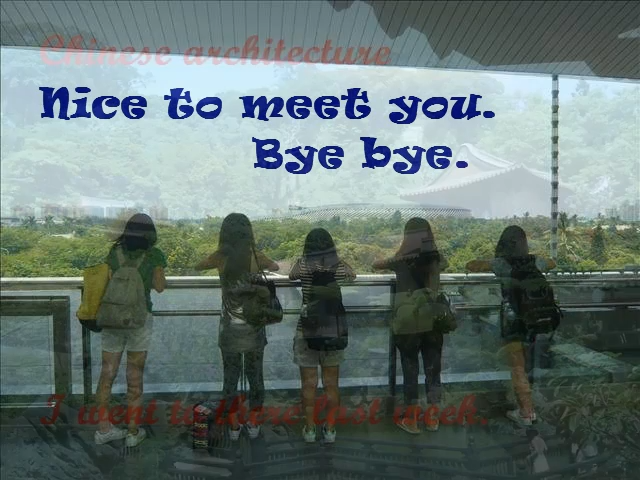 Chinese architecture
Nice to meet you.
Bye bye.
I went to there last week.